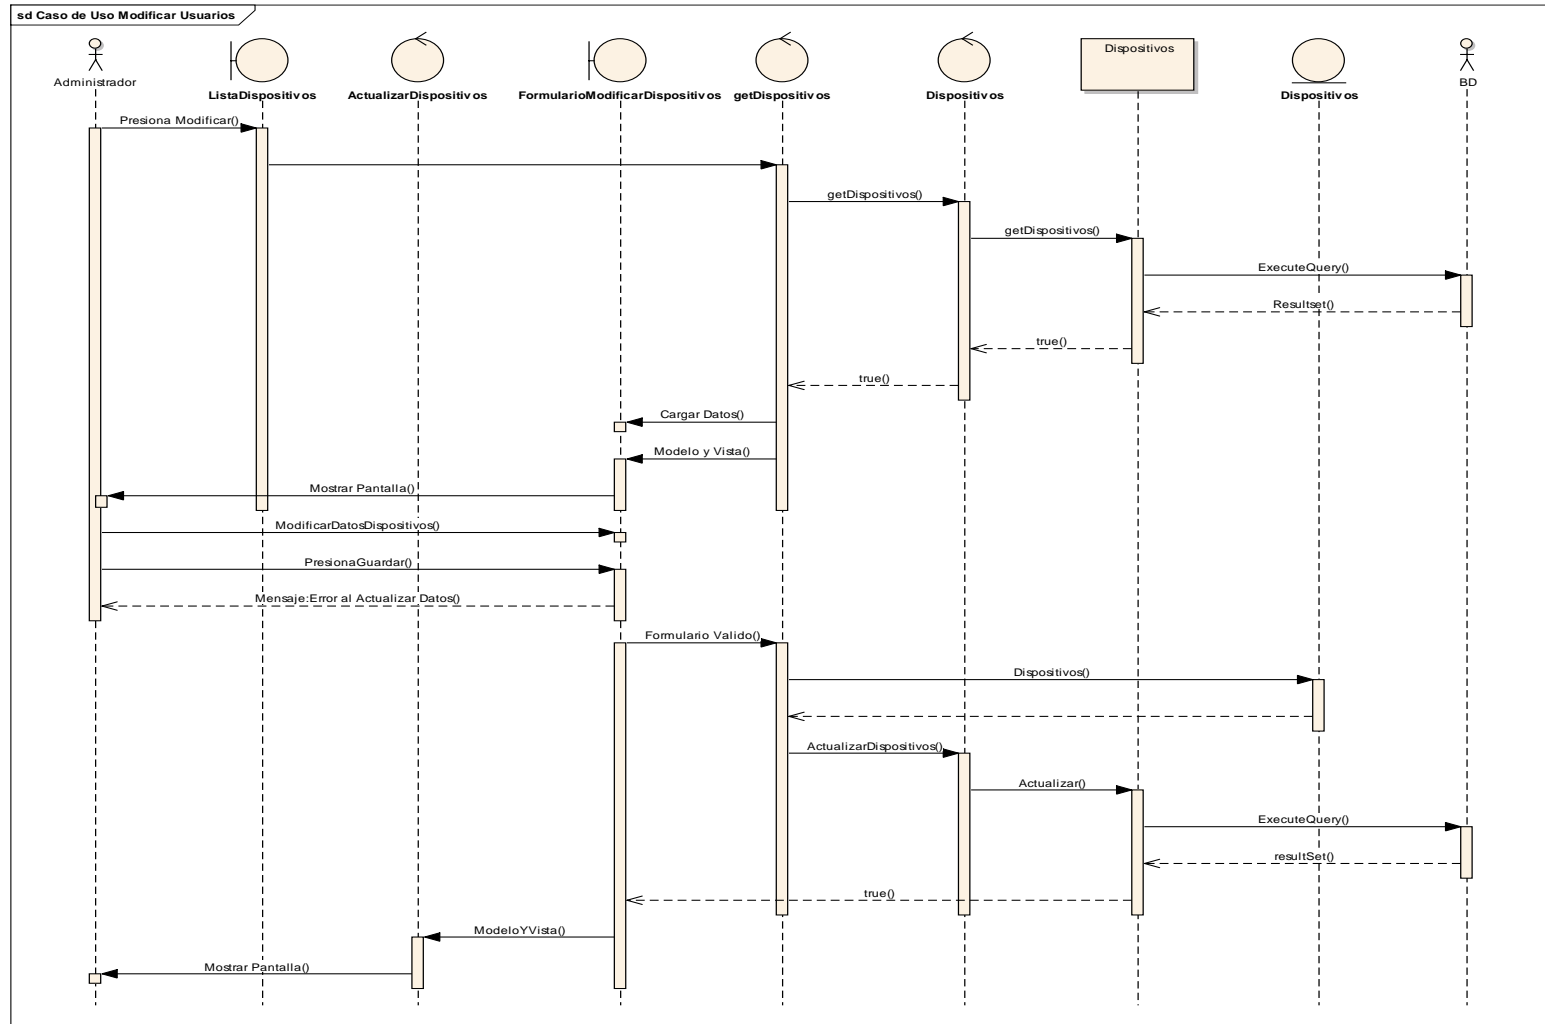 sd Caso de Uso Modificar Usuarios
Administrador
ListaDispositivos
ActualizarDispositivos
FormularioModificarDispositivos
getDispositivos
Dispositivos
Dispositivos
Dispositivos
BD
Presiona Modificar()
getDispositivos()
getDispositivos()
ExecuteQuery()
Resultset()
true()
true()
Cargar Datos()
Modelo y Vista()
Mostrar Pantalla()
ModificarDatosDispositivos()
PresionaGuardar()
Mensaje:Error al Actualizar Datos()
Formulario Valido()
Dispositivos()
ActualizarDispositivos()
Actualizar()
ExecuteQuery()
resultSet()
true()
ModeloYVista()
Mostrar Pantalla()